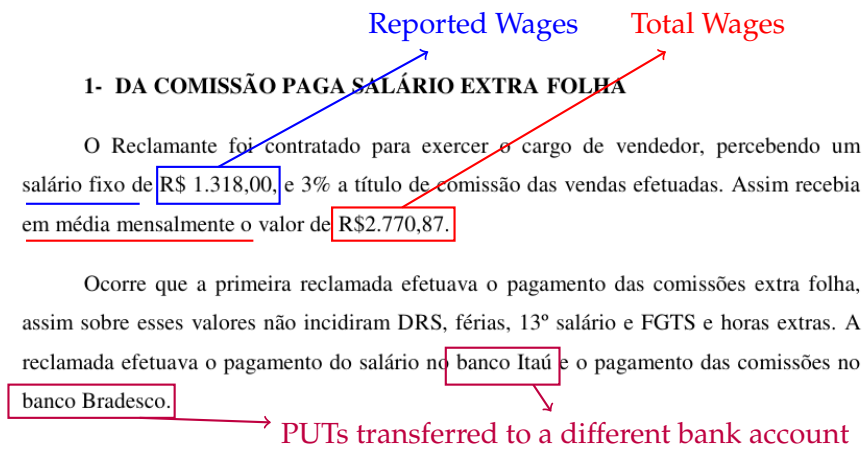 Reported Wages
Total Wages
1- DA COMISSÃO PAGA SALÁRIO EXTRA FOLHA
O Reclamante foi contratado para exercer o cargo de vendedor, percebendo um
salário fixo de R$ 1.318,00, e 3% a título de comissão das vendas efetuadas. Assim recebia
em média mensalmente o valor de R$2.770,87.
Ocorre que a primeira reclamada efetuava o pagamento das comissões extra folha,
assim sobre esses valores não incidiram DRS, férias, 13º salário e FGTS e horas extras. A
reclamada efetuava o pagamento do salário no banco Itaú e o pagamento das comissões no
banco Bradesco.
PUTs transferred to a different bank account